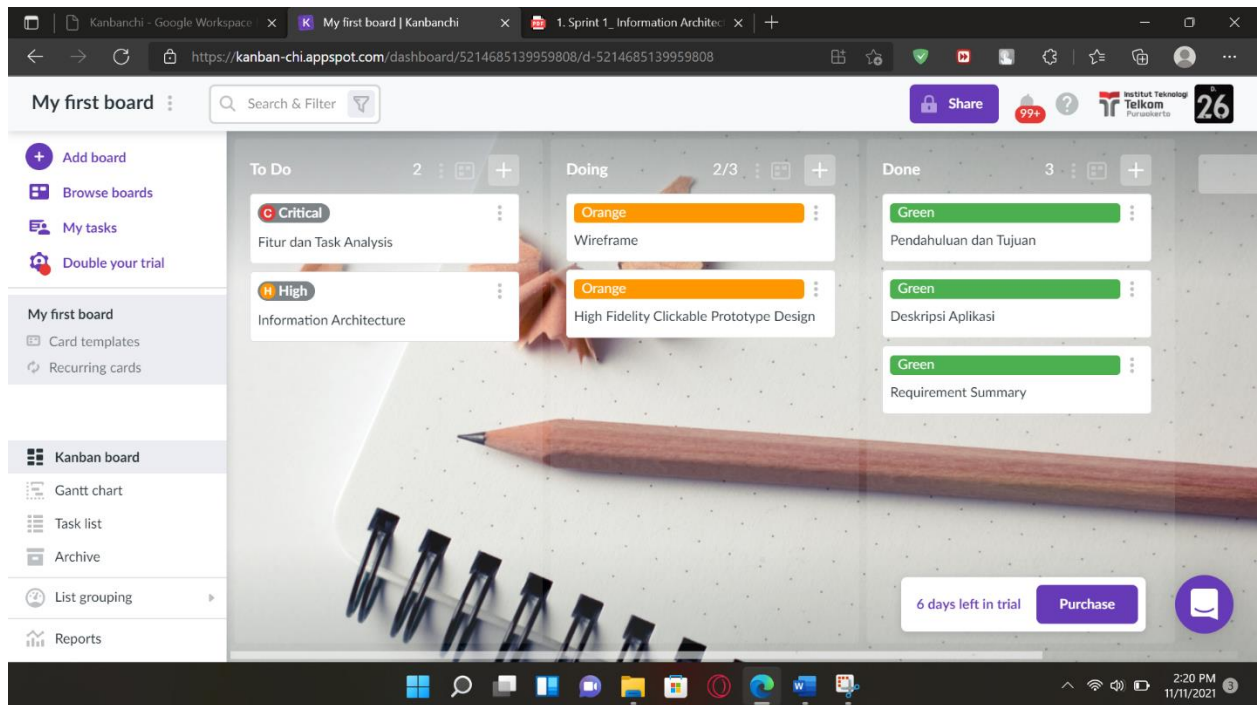 Kanbanchi - Google Workspace
My first board | Kanbanchi
1. Sprint 1_ Information Architec
https://kanban-chi.appspot.com/dashboard/5214685139959808/d-5214685139959808
My first board
Search & Filter
Share
99+
Institut Teknologi
Telkom
Purwokerto
D.
26
Add board
Browse boards
My tasks
Double your trial
My first board
Card templates
Recurring cards
Kanban board
Gantt chart
Task list
Archive
List grouping
Reports
To Do 2
C Critical
Fitur dan Task Analysis
H High
Information Architecture
Doing 2/3
Orange
Wireframe
Orange
High Fidelity Clickable Prototype Design
Done 3
Green
Pendahuluan dan Tujuan
Green
Deskripsi Aplikasi
Green
Requirement Summary
6 days left in trial
Purchase
2:20 PM
11/11/2021
3